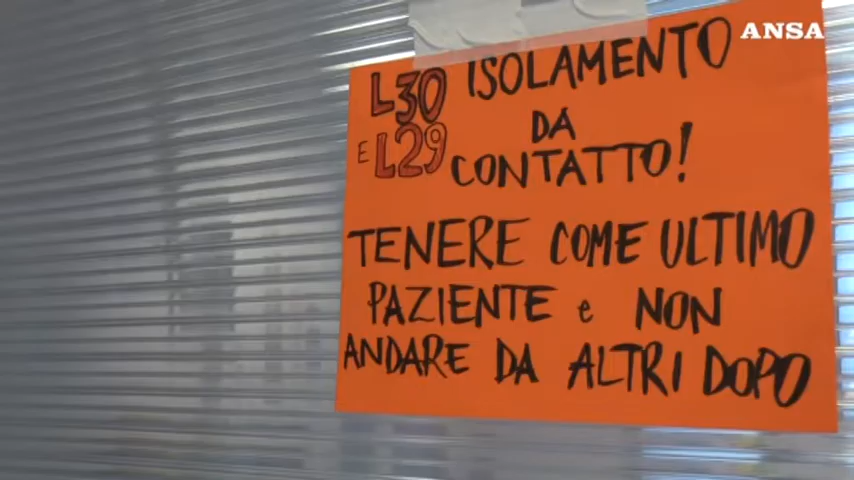 ANSA
L30 ISOLAMENTO
E L29 DA
CONTATTO!
TENERE COME ULTIMO
PAZIENTE e NON
ANDARE DA ALTRI DOPO